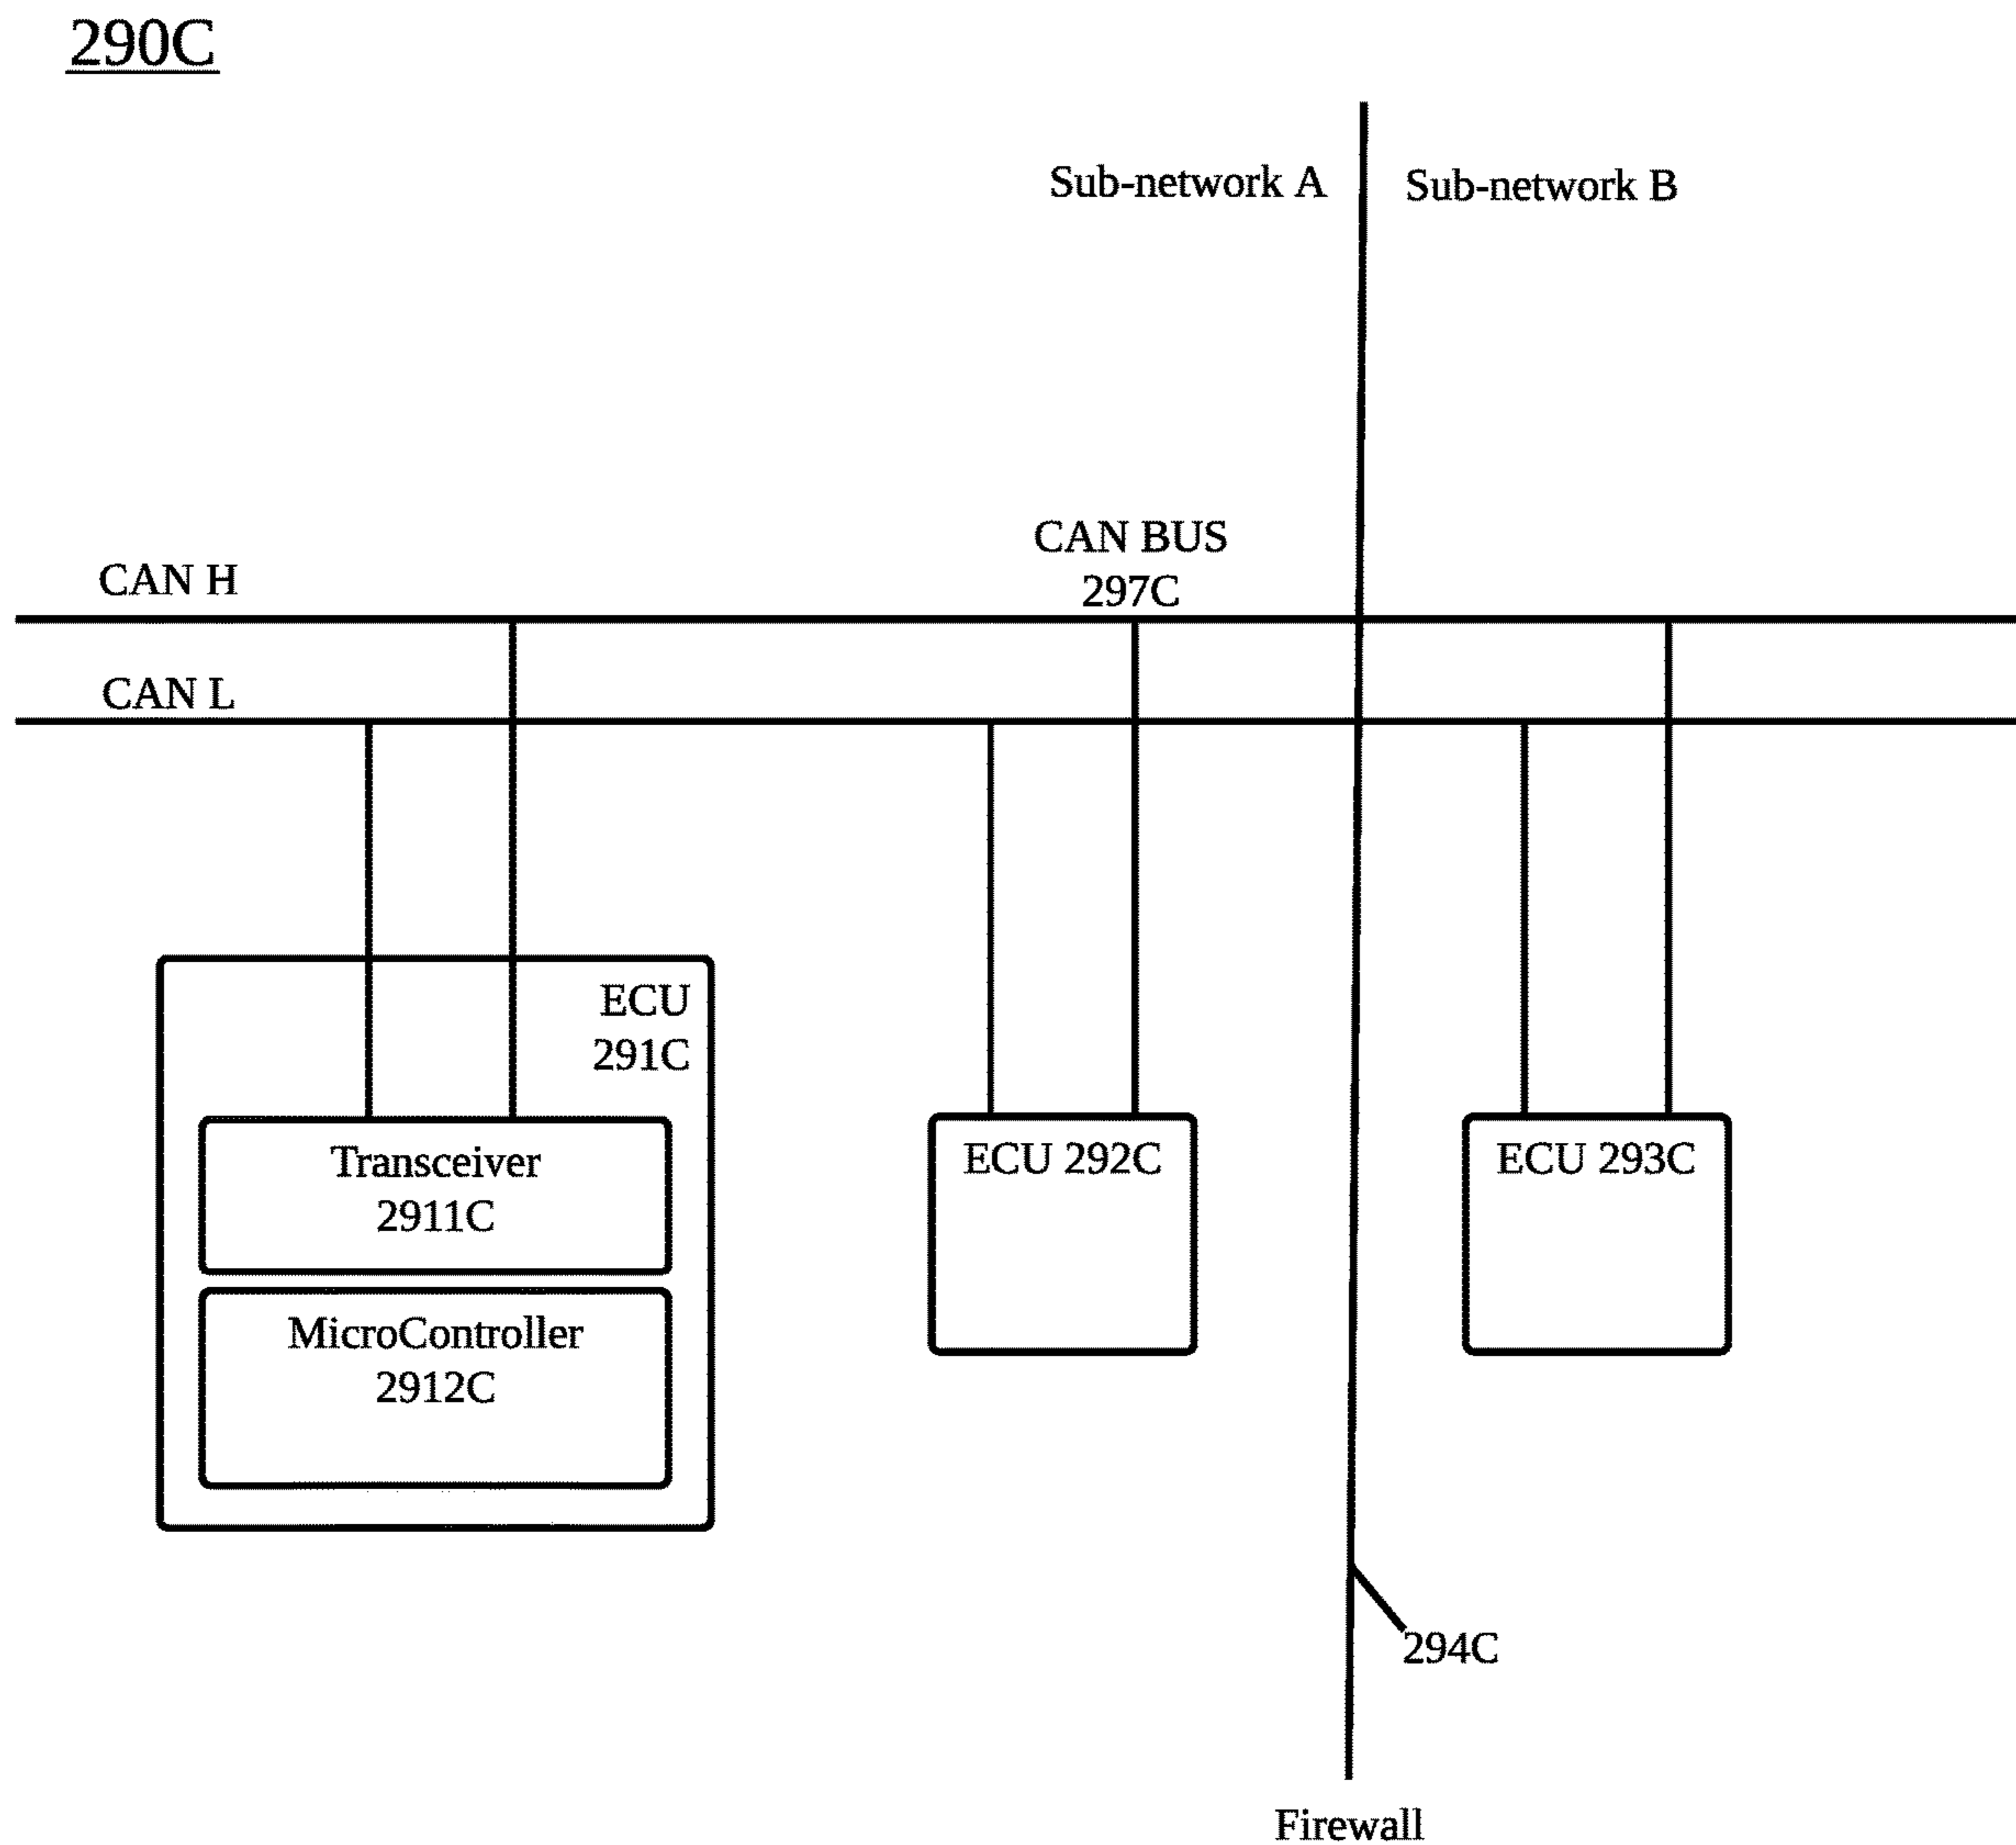 290C
Sub-network A
Sub-network B
CAN BUS
297C
CAN H
CAN L
ECU
291C
Transceiver
2911C
MicroController
2912C
ECU 292C
ECU 293C
294C
Firewall